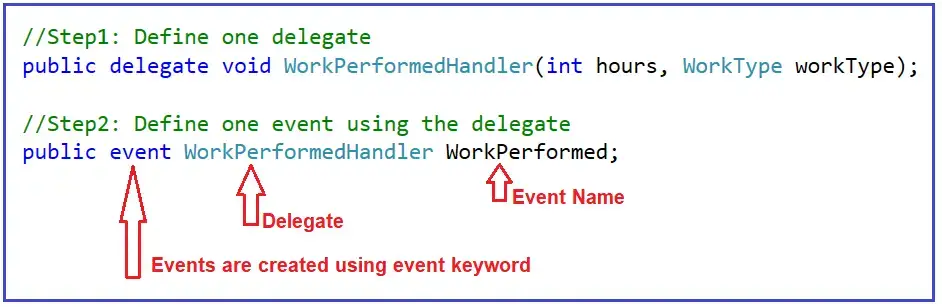 //Step1: Define one delegate
public delegate void WorkPerformedHandler(int hours, WorkType workType);
//Step2: Define one event using the delegate
public event WorkPerformedHandler WorkPerformed;
Event Name
Delegate
Events are created using event keyword